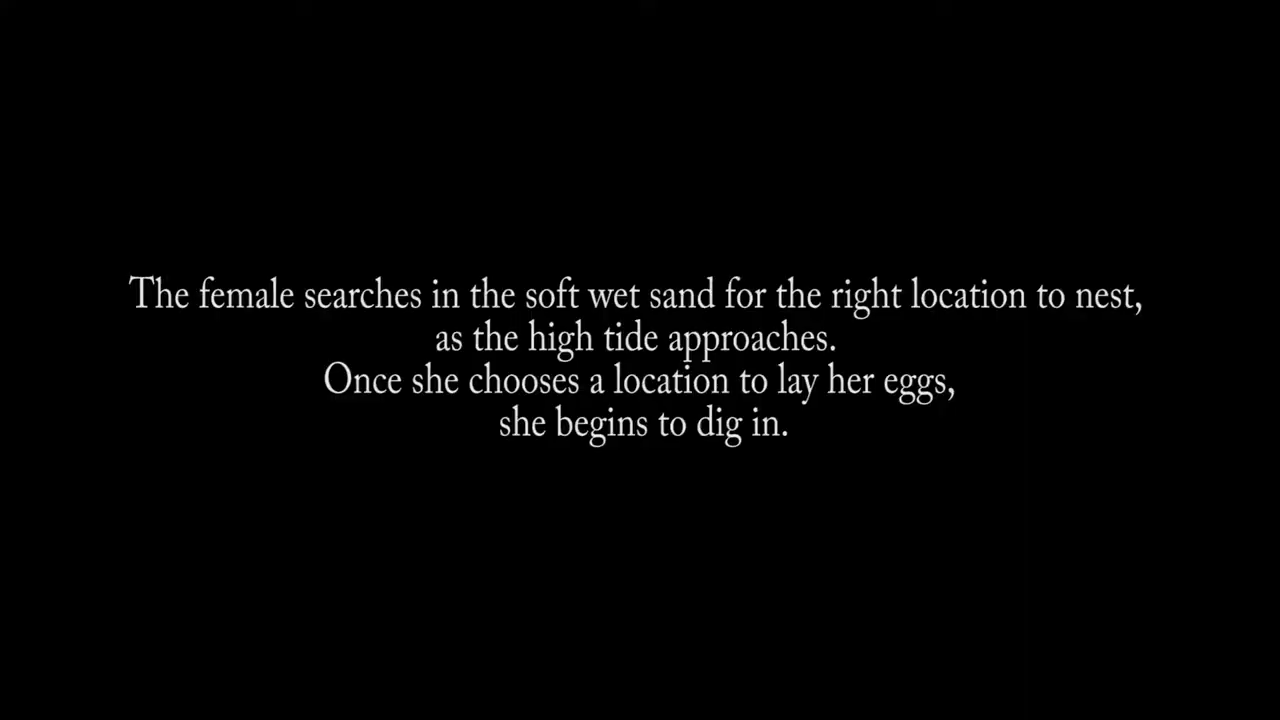 The female searches in the soft wet sand for the right location to nest,
as the high tide approaches.
Once she chooses a location to lay her eggs,
she begins to dig in.